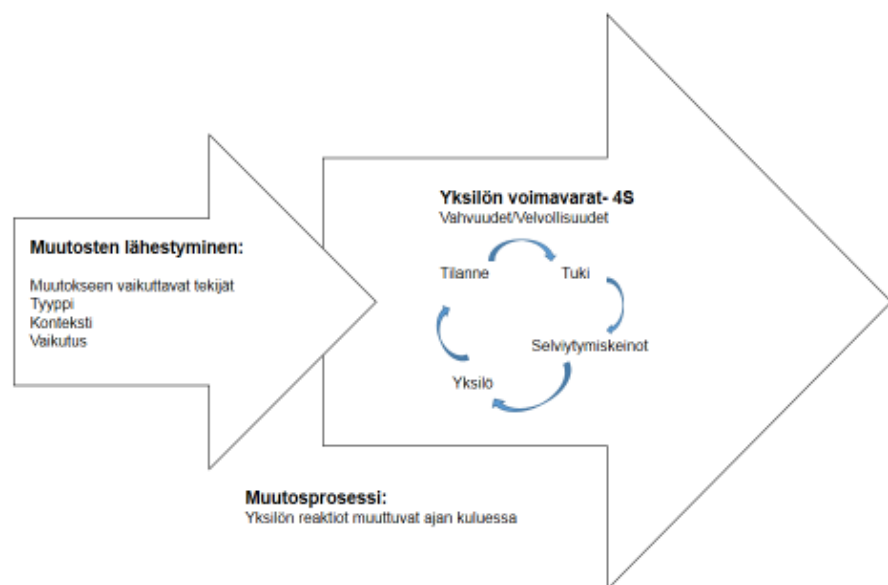 Muutosten lähestyminen:
Muutokseen vaikuttavat tekijät
Tyyppi
Konteksti
Vaikutus
Yksilön voimavarat- 4S
Vahvuudet/Velvollisuudet
Tilanne
Tuki
Selviytymiskeinot
Yksilö
Muutosprosessi:
Yksilön reaktiot muuttuvat ajan kuluessa